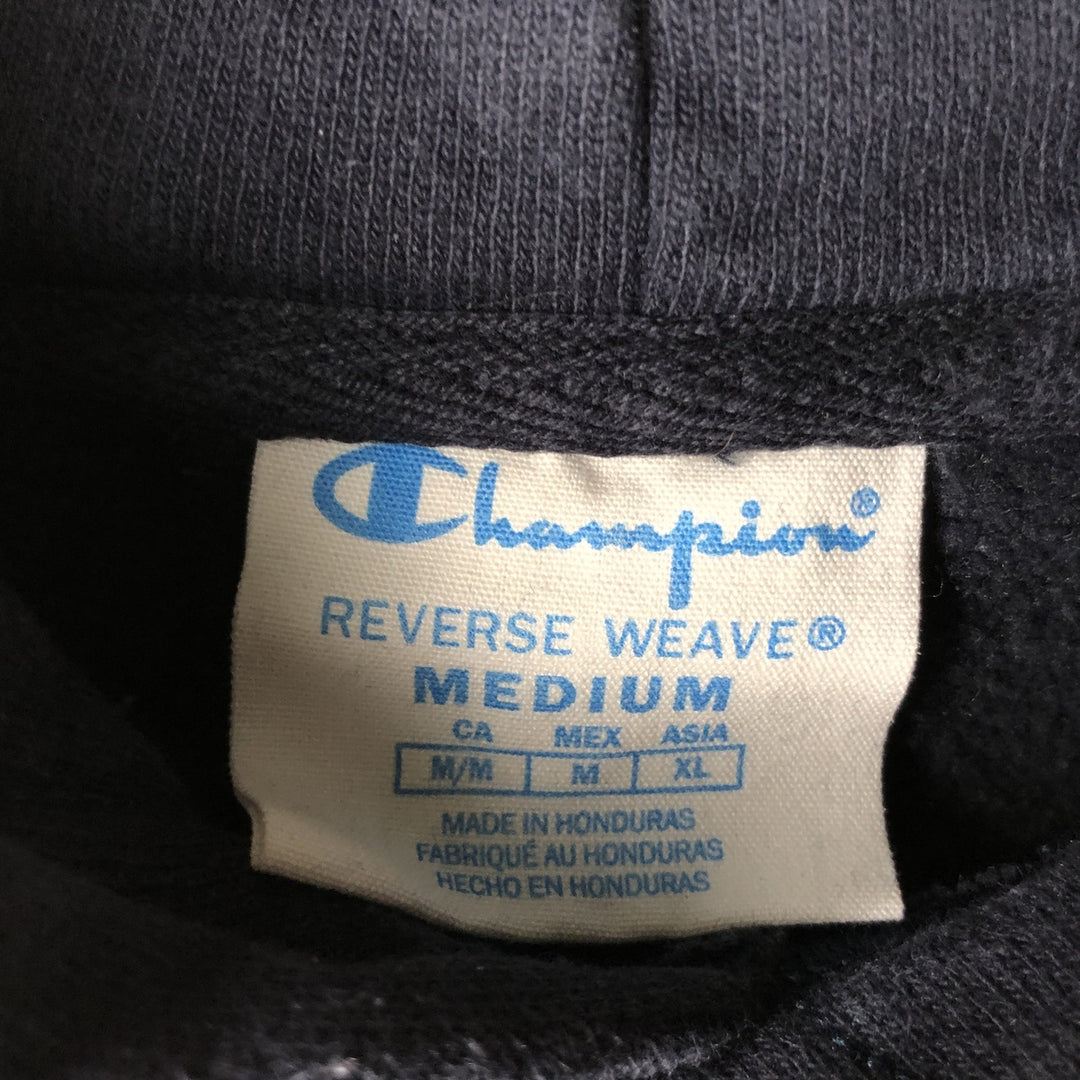 Champion®
REVERSE WEAVE®
MEDIUM
CA MEX ASIA
M/M M XL
MADE IN HONDURAS
FABRIQUÉ AU HONDURAS
HECHO EN HONDURAS